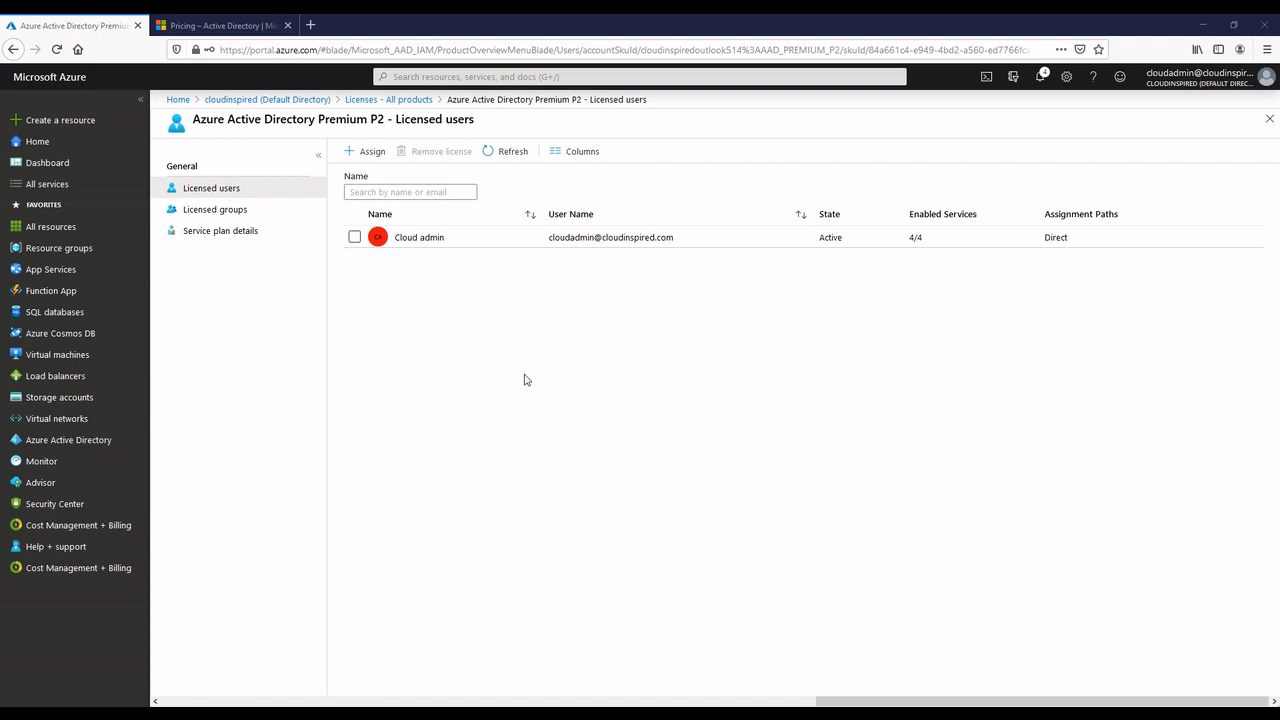 Azure Active Directory Premium
Pricing – Active Directory | Mic
https://portal.azure.com/#blade/Microsoft_AAD_IAM/ProductOverviewMenuBlade/Users/accountSkuId/cloudinspiredoutlook514%3AAAD_PREMIUM_P2/skuId/84a661c4-e949-4bd2-a560-ed7766fc
Microsoft Azure
Search resources, services, and docs (G+/)
4
cloudadmin@cloudinspir...
CLOUDINSPIRED (DEFAULT DIREC...
Home > cloudinspired (Default Directory) > Licenses - All products > Azure Active Directory Premium P2 - Licensed users
Azure Active Directory Premium P2 - Licensed users
Create a resource
Home
Dashboard
All services
FAVORITES
All resources
Resource groups
App Services
Function App
SQL databases
Azure Cosmos DB
Virtual machines
Load balancers
Storage accounts
Virtual networks
Azure Active Directory
Monitor
Advisor
Security Center
Cost Management + Billing
Help + support
Cost Management + Billing
General
Licensed users
Licensed groups
Service plan details
Assign Remove license Refresh Columns
Name
Search by name or email
Name User Name State Enabled Services Assignment Paths
CA Cloud admin cloudadmin@cloudinspired.com Active 4/4 Direct